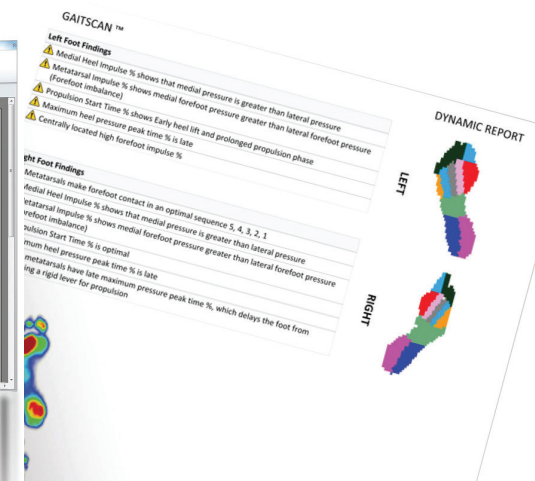 GAITSCAN ™
DYNAMIC REPORT
Left Foot Findings
Medial Heel Impulse % shows that medial pressure is greater than lateral pressure
Metatarsal Impulse % shows medial forefoot pressure greater than lateral forefoot pressure
(Forefoot imbalance)
Propulsion Start Time % shows Early heel lift and prolonged propulsion phase
Maximum heel pressure peak time % is late
Centrally located high forefoot impulse %
LEFT
ght Foot Findings
Metatarsals make forefoot contact in an optimal sequence 5, 4, 3, 2, 1
Medial Heel Impulse % shows that medial pressure is greater than lateral pressure
etatarsal Impulse % shows medial forefoot pressure greater than lateral forefoot pressure
refoot imbalance)
pulsion Start Time % is optimal
mum heel pressure peak time % is late
metatarsals have late maximum pressure peak time %, which delays the foot from
ing a rigid lever for propulsion
RIGHT